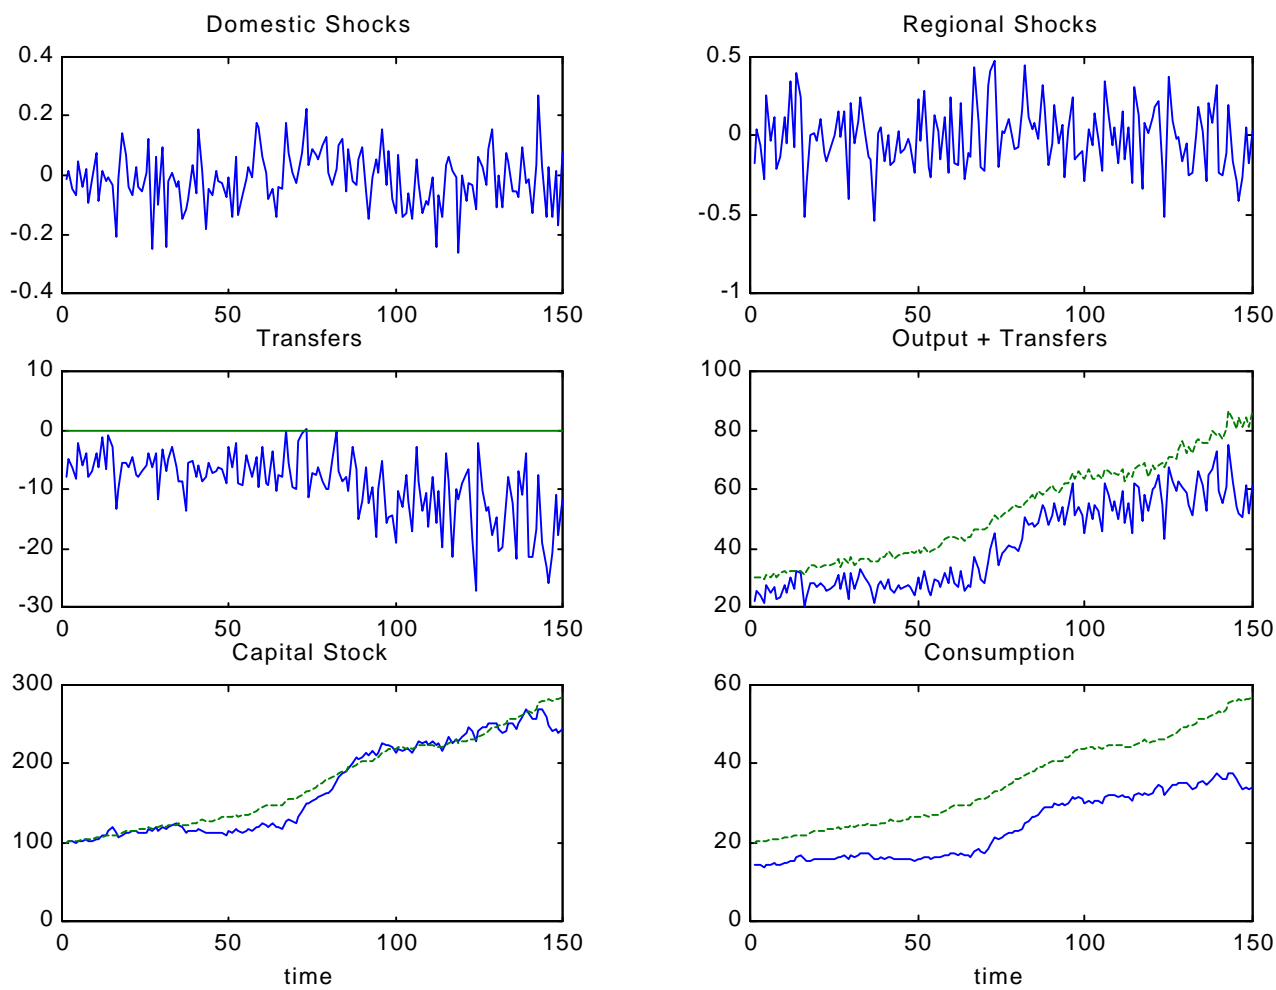 Domestic Shocks
0.4
0.2
0
-0.2
-0.4
0 50 100 150
Regional Shocks
0.5
0
-0.5
-1
0 50 100 150
Transfers
10
0
-10
-20
-30
0 50 100 150
Output + Transfers
100
80
60
40
20
0 50 100 150
Capital Stock
300
200
100
0
0 50 100 150
time
Consumption
60
40
20
0
0 50 100 150
time